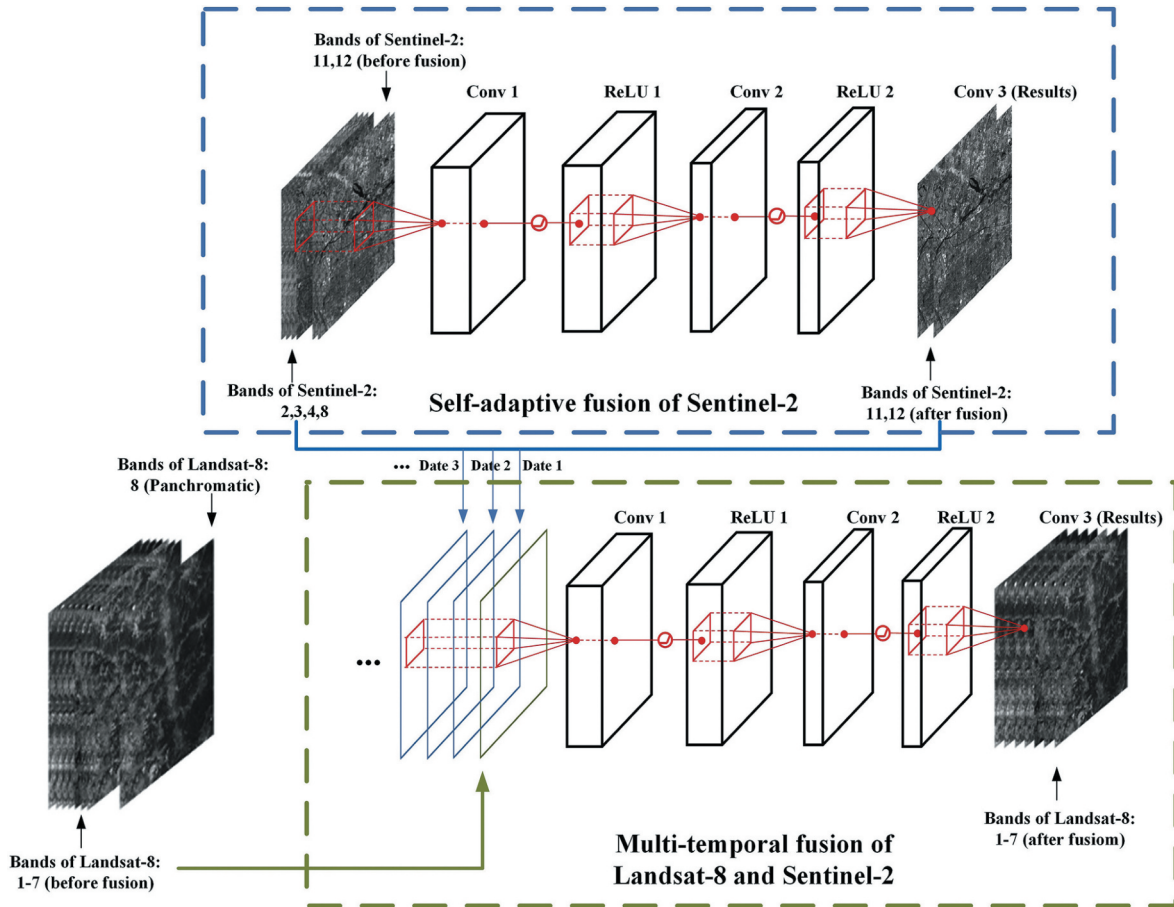 Bands of Sentinel-2:
11,12 (before fusion)
Conv 1
ReLU 1
Conv 2
ReLU 2
Conv 3 (Results)
Bands of Sentinel-2:
2,3,4,8
Self-adaptive fusion of Sentinel-2
Bands of Sentinel-2:
11,12 (after fusion)
Bands of Landsat-8:
8 (Panchromatic)
... Date 3 Date 2 Date 1
Conv 1
ReLU 1
Conv 2
ReLU 2
Conv 3 (Results)
...
Bands of Landsat-8:
1-7 (before fusion)
Multi-temporal fusion of
Landsat-8 and Sentinel-2
Bands of Landsat-8:
1-7 (after fusiom)